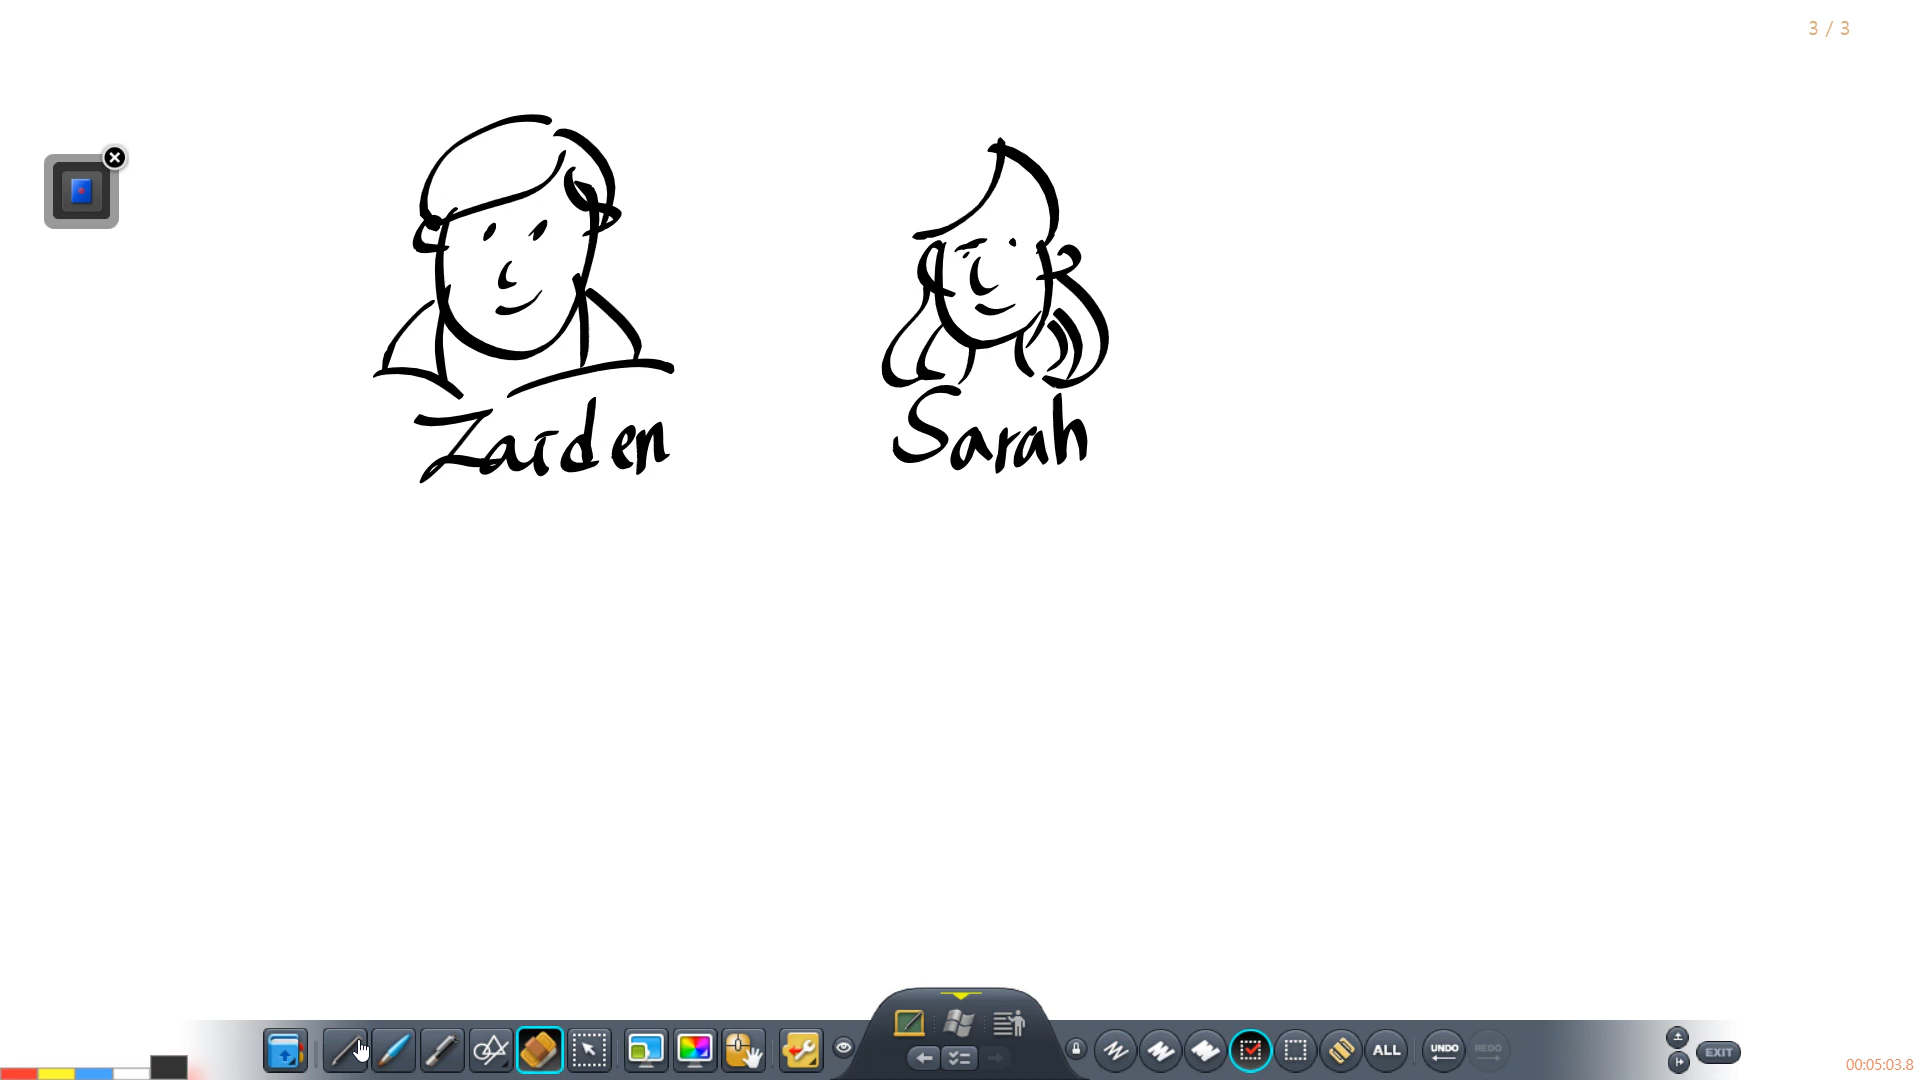 3 / 3
Zaiden
Sarah
ALL
UNDO
REDO
EXIT
00:05:03.8